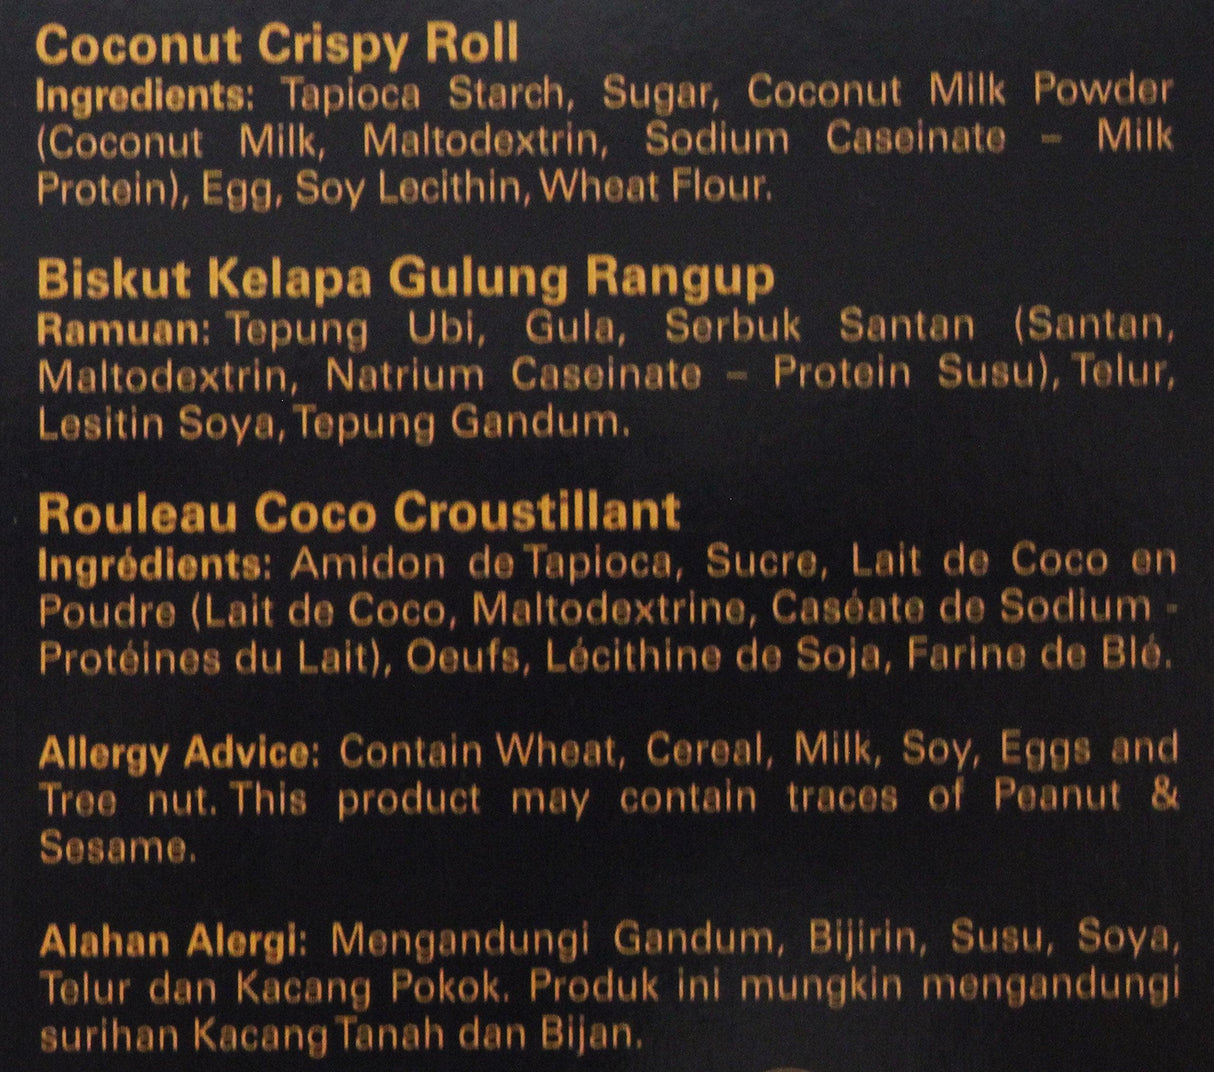 Coconut Crispy Roll
Ingredients: Tapioca Starch, Sugar, Coconut Milk Powder
(Coconut Milk, Maltodextrin, Sodium Caseinate – Milk
Protein), Egg, Soy Lecithin, Wheat Flour.
Biskut Kelapa Gulung Rangup
Ramuan: Tepung Ubi, Gula, Serbuk Santan (Santan,
Maltodextrin, Natrium Caseinate – Protein Susu), Telur,
Lesitin Soya, Tepung Gandum.
Rouleau Coco Croustillant
Ingrédients: Amidon de Tapioca, Sucre, Lait de Coco en
Poudre (Lait de Coco, Maltodextrine, Caséate de Sodium -
Protéines du Lait), Oeufs, Lécithine de Soja, Farine de Blé.
Allergy Advice: Contain Wheat, Cereal, Milk, Soy, Eggs and
Tree nut. This product may contain traces of Peanut &
Sesame.
Alahan Alergi: Mengandungi Gandum, Bijirin, Susu, Soya,
Telur dan Kacang Pokok. Produk ini mungkin mengandungi
surihan Kacang Tanah dan Bijan.